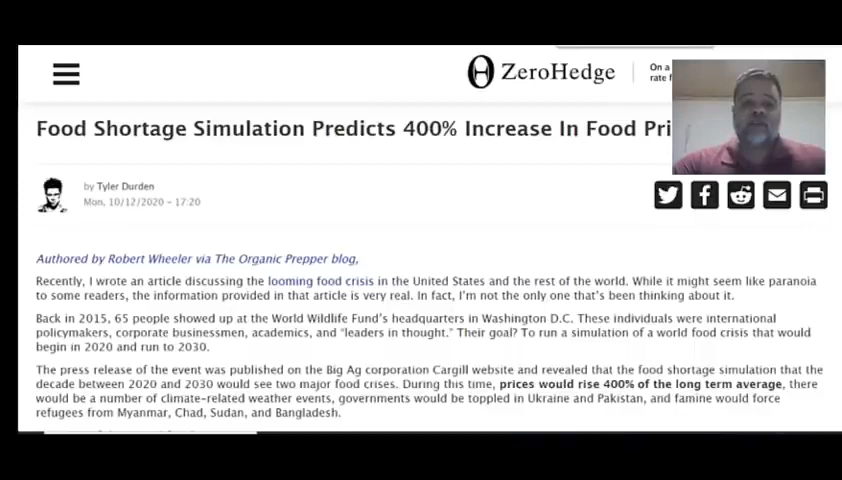 ZeroHedge
On a
rate
Food Shortage Simulation Predicts 400% Increase In Food Pri
by Tyler Durden
Mon, 10/12/2020 - 17:20
Authored by Robert Wheeler via The Organic Prepper blog,
Recently, I wrote an article discussing the looming food crisis in the United States and the rest of the world. While it might seem like paranoia
to some readers, the information provided in that article is very real. In fact, I'm not the only one that's been thinking about it.
Back in 2015, 65 people showed up at the World Wildlife Fund's headquarters in Washington D.C. These individuals were international
policymakers, corporate businessmen, academics, and "leaders in thought." Their goal? To run a simulation of a world food crisis that would
begin in 2020 and run to 2030.
The press release of the event was published on the Big Ag corporation Cargill website and revealed that the food shortage simulation that the
decade between 2020 and 2030 would see two major food crises. During this time, prices would rise 400% of the long term average, there
would be a number of climate-related weather events, governments would be toppled in Ukraine and Pakistan, and famine would force
refugees from Myanmar, Chad, Sudan, and Bangladesh.